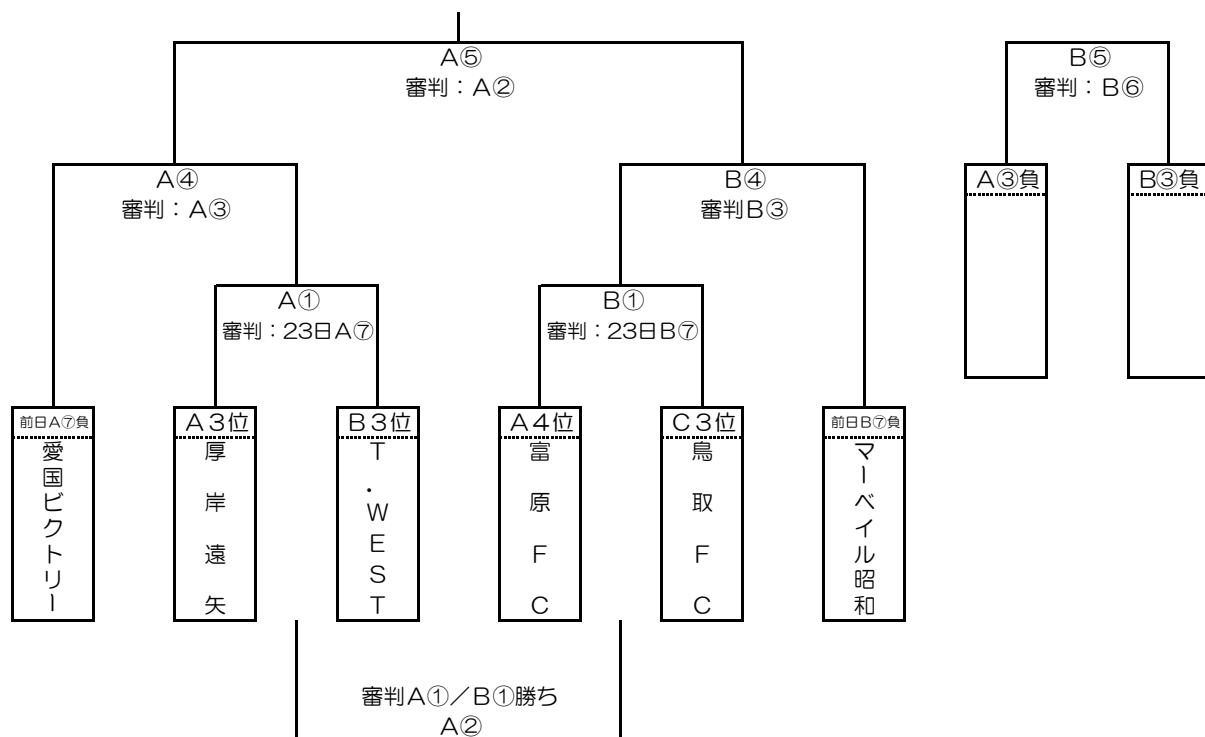 A⑤
審判：A②
B⑤
審判：B⑥
A④
審判：A③
B④
審判B③
A③負
B③負
A①
審判：23日A⑦
B①
審判：23日B⑦
前日A⑦負
愛国ビクトリー
A3位
厚岸遠矢
B3位
T.WEST
A4位
富原FC
C3位
鳥取FC
前日B⑦負
マーベイル昭和
審判A①／B①勝ち
A②